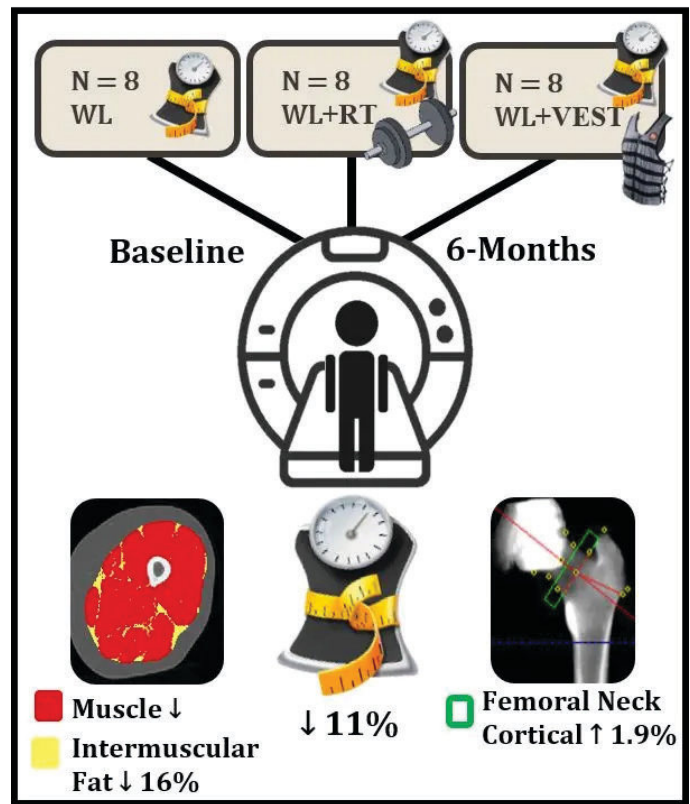 N = 8
WL
N = 8
WL+RT
N = 8
WL+VEST
Baseline
6-Months
Muscle ↓
Intermuscular
Fat ↓ 16%
↓ 11%
Femoral Neck
Cortical ↑ 1.9%